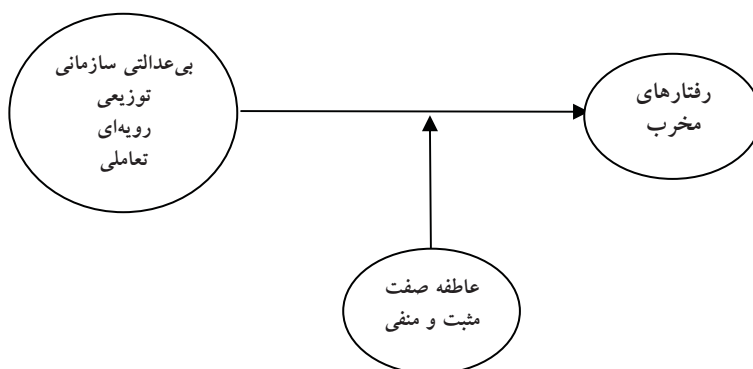 بی‌عدالتی سازمانی
توزیعی
رویه‌ای
تعاملی
رفتارهای
مخرب
عاطفه صفت
مثبت و منفی